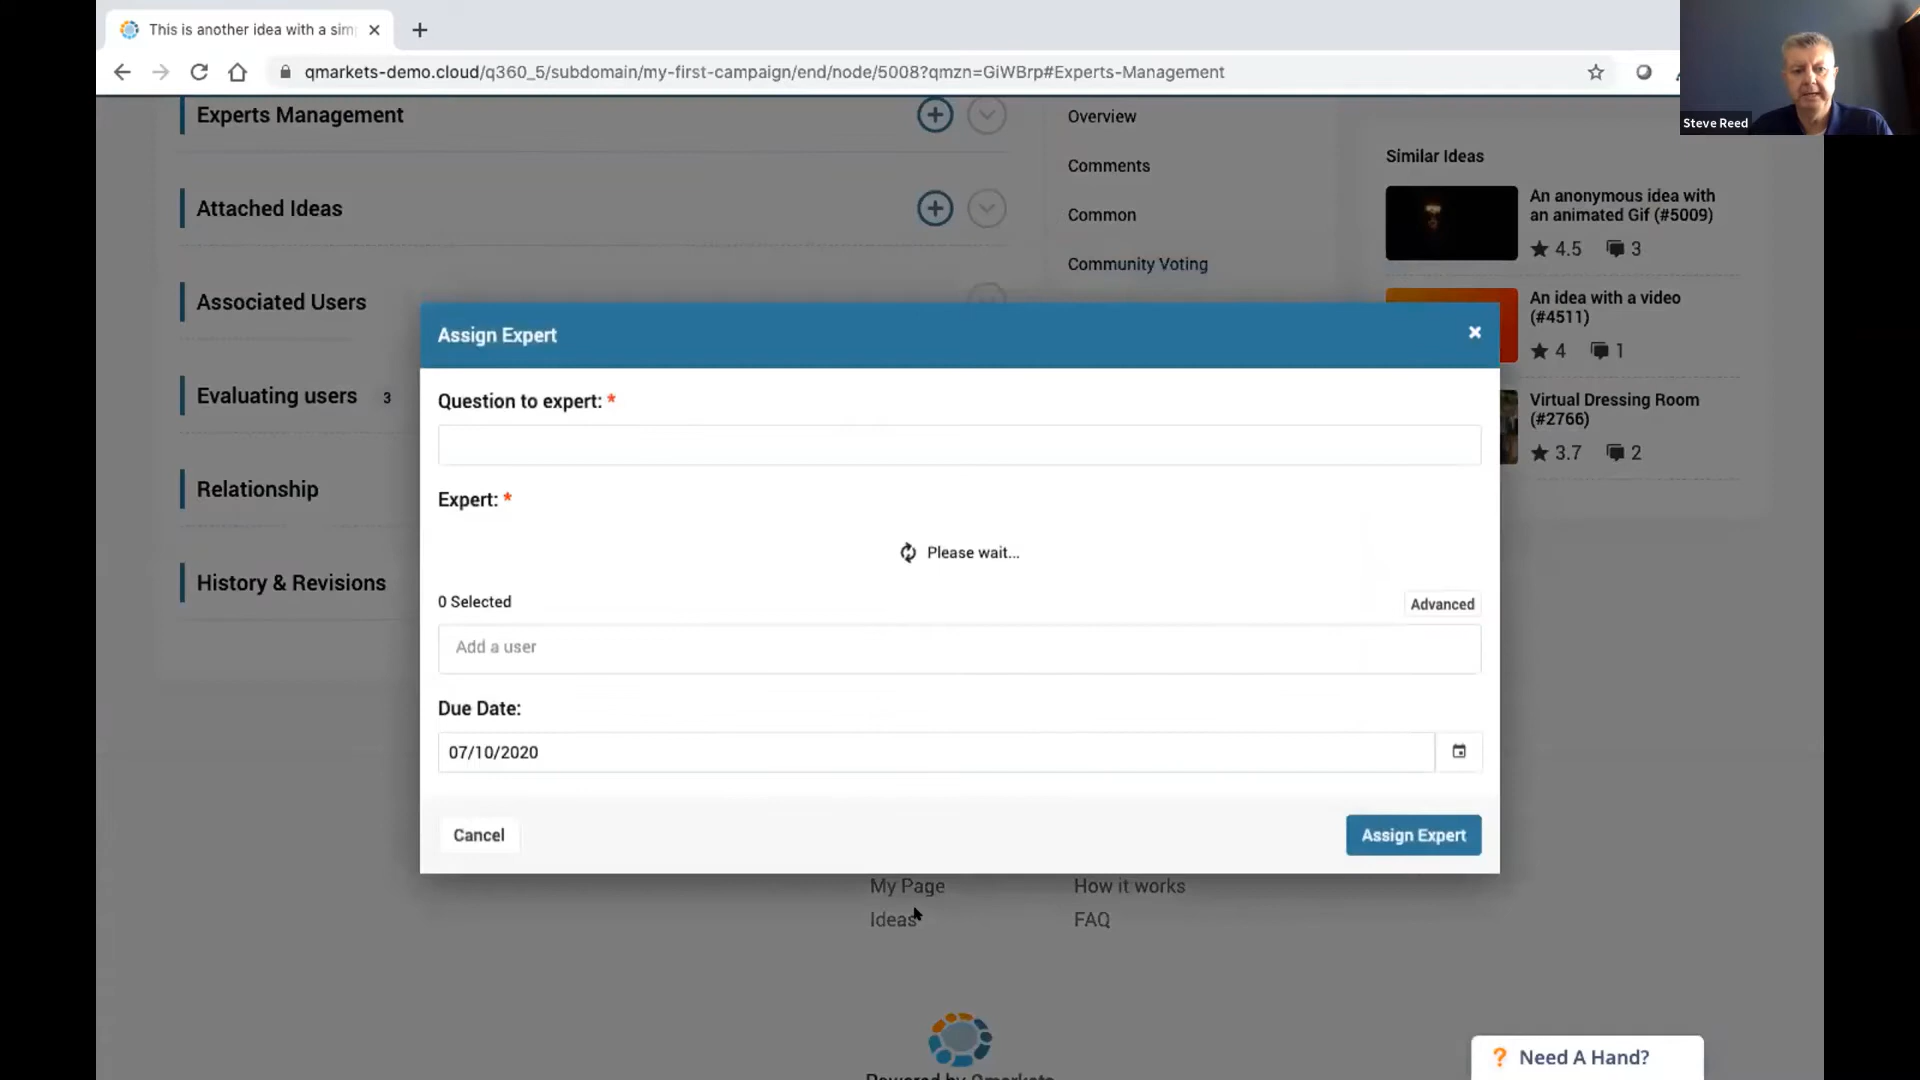 This is another idea with a sim
qmarkets-demo.cloud/q360_5/subdomain/my-first-campaign/end/node/5008?qmzn=GiWBrp#Experts-Management
Steve Reed
Experts Management
Attached Ideas
Associated Users
Evaluating users 3
Relationship
History & Revisions
Overview
Comments
Common
Community Voting
Similar Ideas
An anonymous idea with
an animated Gif (#5009)
4.5 3
An idea with a video
(#4511)
4 1
Virtual Dressing Room
(#2766)
3.7 2
Assign Expert
Question to expert: *
Expert: *
Please wait...
0 Selected
Advanced
Add a user
Due Date:
07/10/2020
Cancel
Assign Expert
My Page
How it works
Ideas
FAQ
Powered by Qmarkets
? Need A Hand?